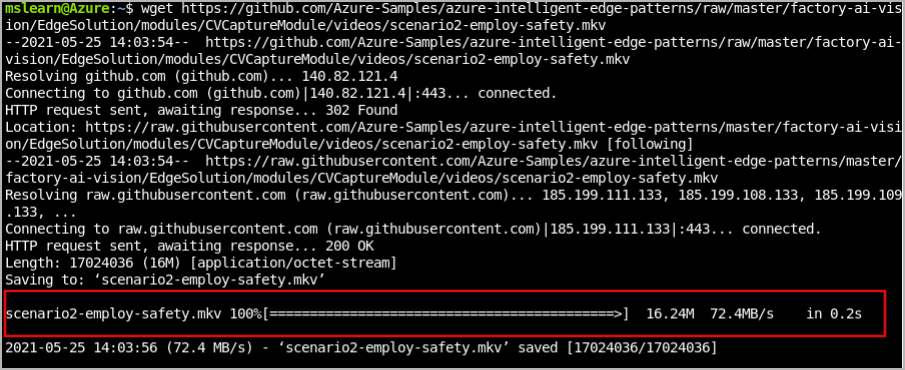 mslearn@Azure:~$ wget https://github.com/Azure-Samples/azure-intelligent-edge-patterns/raw/master/factory-ai-vis
ion/EdgeSolution/modules/CVCaptureModule/videos/scenario2-employ-safety.mkv
--2021-05-25 14:03:54--  https://github.com/Azure-Samples/azure-intelligent-edge-patterns/raw/master/factory-ai-
vision/EdgeSolution/modules/CVCaptureModule/videos/scenario2-employ-safety.mkv
Resolving github.com (github.com)... 140.82.121.4
Connecting to github.com (github.com)|140.82.121.4|:443... connected.
HTTP request sent, awaiting response... 302 Found
Location: https://raw.githubusercontent.com/Azure-Samples/azure-intelligent-edge-patterns/master/factory-ai-visi
on/EdgeSolution/modules/CVCaptureModule/videos/scenario2-employ-safety.mkv [following]
--2021-05-25 14:03:54--  https://raw.githubusercontent.com/Azure-Samples/azure-intelligent-edge-patterns/master/
factory-ai-vision/EdgeSolution/modules/CVCaptureModule/videos/scenario2-employ-safety.mkv
Resolving raw.githubusercontent.com (raw.githubusercontent.com)... 185.199.111.133, 185.199.108.133, 185.199.109
.133, ...
Connecting to raw.githubusercontent.com (raw.githubusercontent.com)|185.199.111.133|:443... connected.
HTTP request sent, awaiting response... 200 OK
Length: 17024036 (16M) [application/octet-stream]
Saving to: ‘scenario2-employ-safety.mkv’
scenario2-employ-safety.mkv 100%[===========================================>]  16.24M  72.4MB/s    in 0.2s
2021-05-25 14:03:56 (72.4 MB/s) - ‘scenario2-employ-safety.mkv’ saved [17024036/17024036]